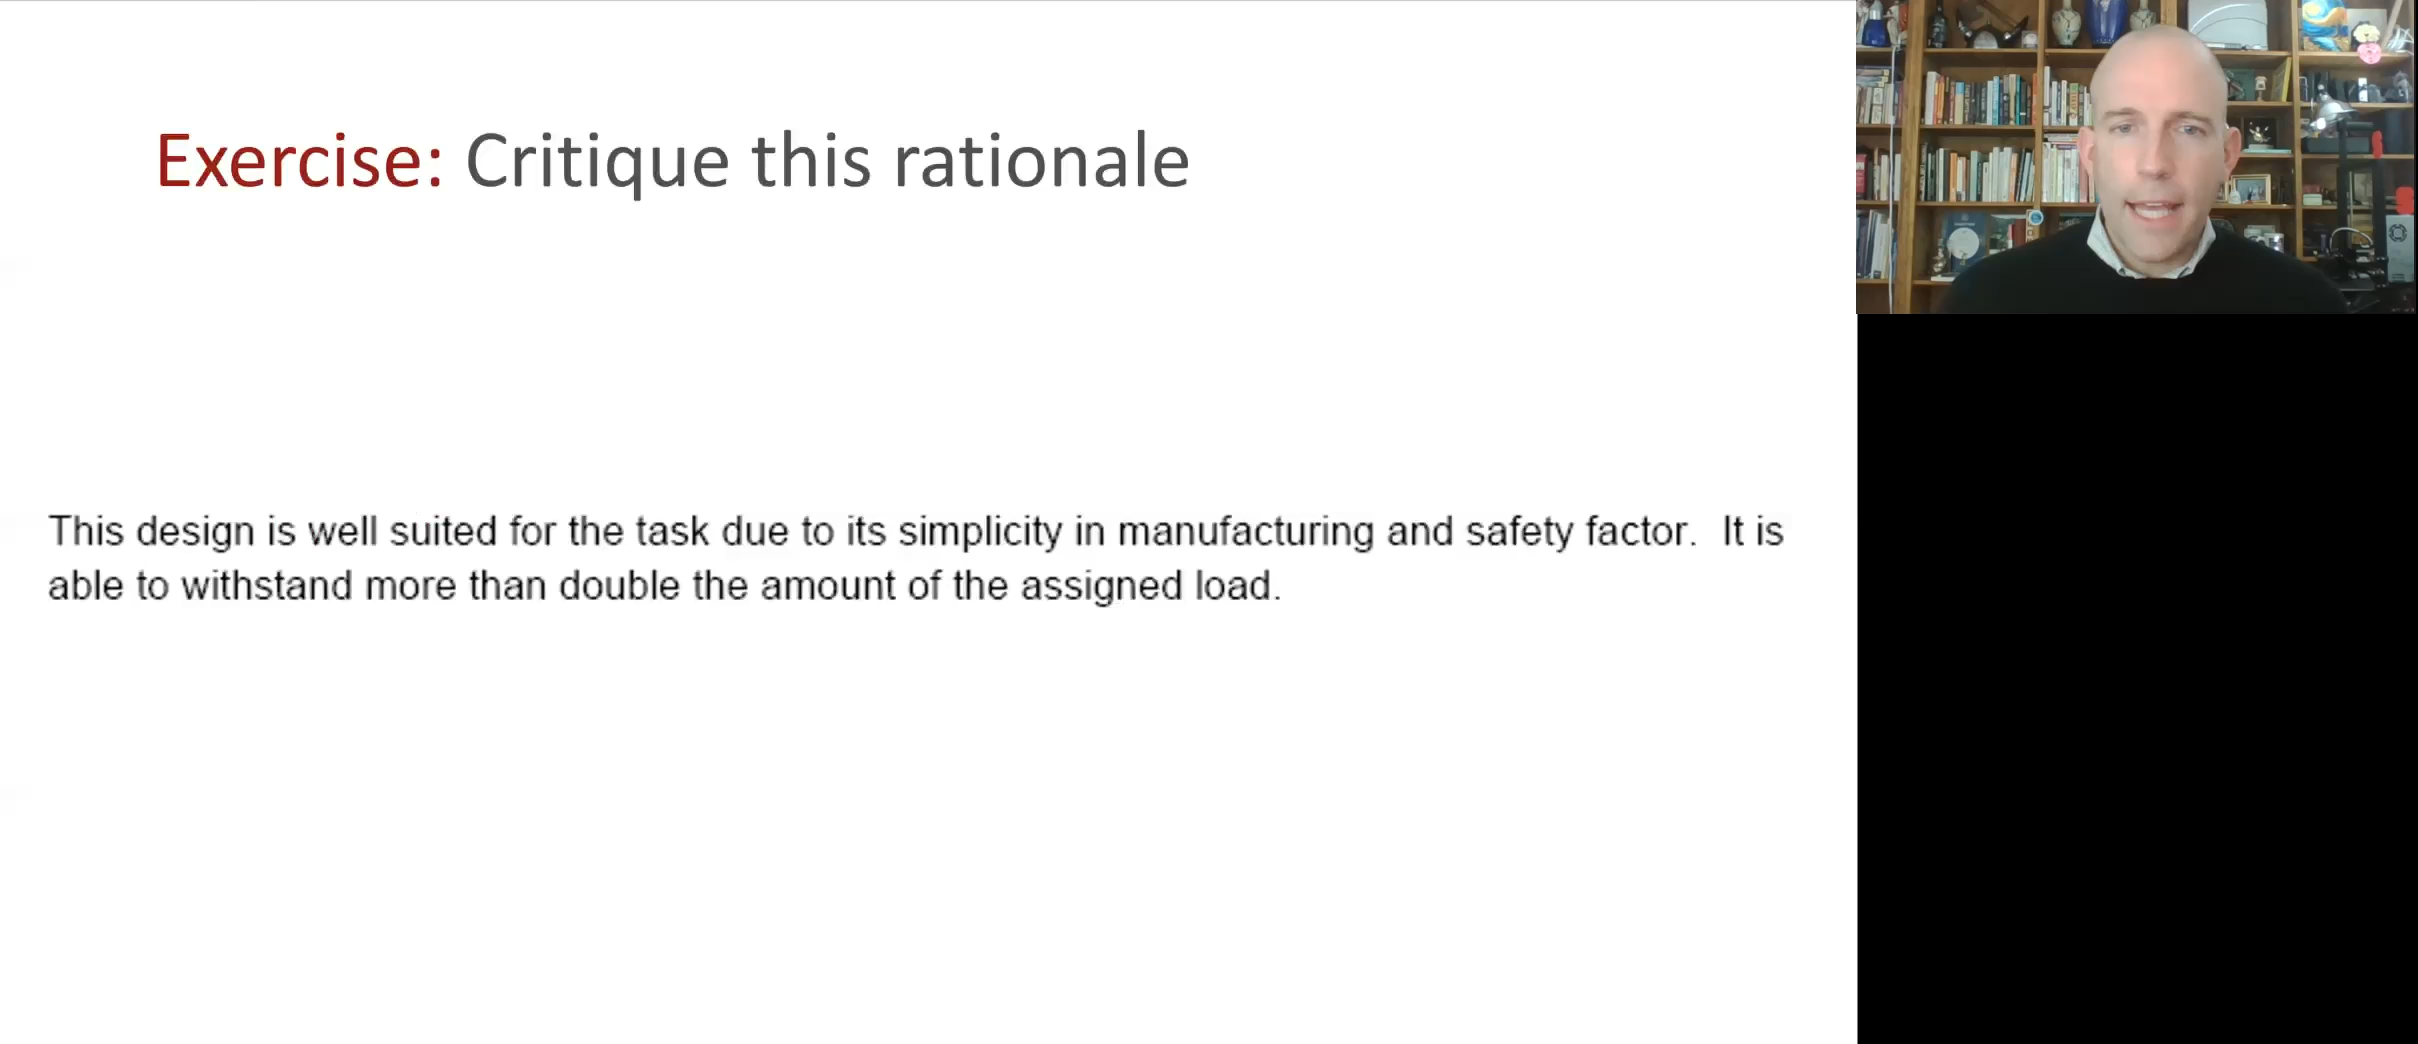 Exercise: Critique this rationale
This design is well suited for the task due to its simplicity in manufacturing and safety factor.  It is
able to withstand more than double the amount of the assigned load.